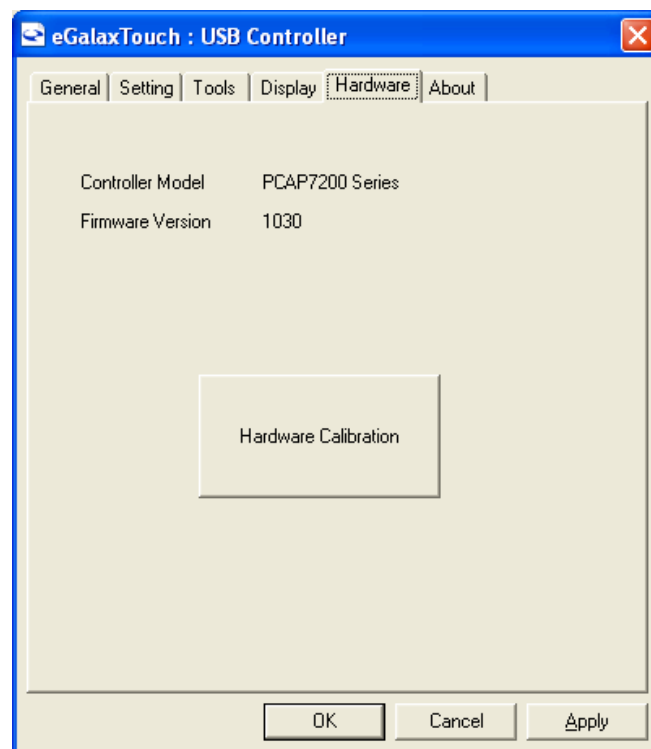 eGalaxTouch : USB Controller
General Setting Tools Display Hardware About
Controller Model PCAP7200 Series
Firmware Version 1030
Hardware Calibration
OK Cancel Apply